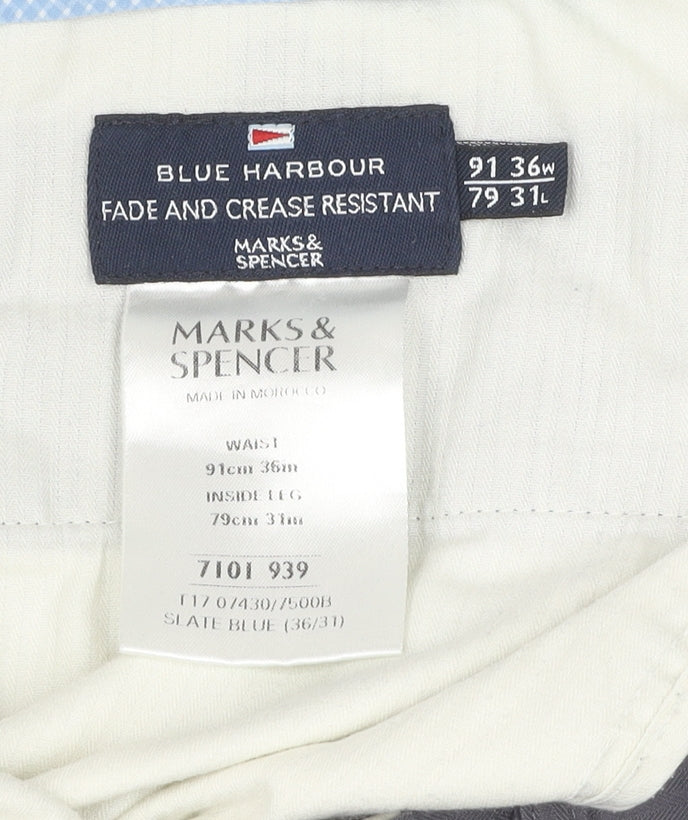 BLUE HARBOUR
FADE AND CREASE RESISTANT
MARKS &
SPENCER
91 36W
79 31L
MARKS &
SPENCER
MADE IN MOROCCO
WAIST
91cm 36in
INSIDE LEG
79cm 31in
7101 939
T17 07430/7500B
SLATE BLUE (36/31)